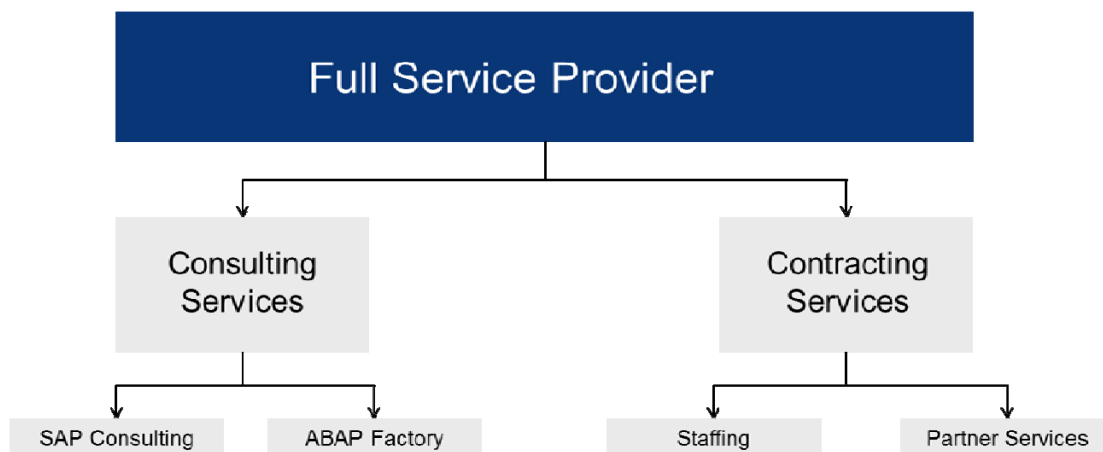 Full Service Provider
Consulting
Services
Contracting
Services
SAP Consulting
ABAP Factory
Staffing
Partner Services